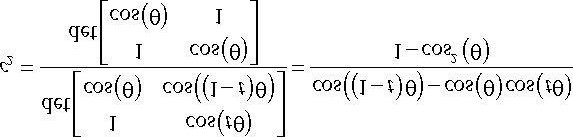 c₂ = det[1 cos(tθ); cos(θ) cos((1−t)θ)] / det[1 cos(θ); cos(θ) 1] = (cos((1−t)θ)−cos(θ)cos(tθ)) / (1−cos²(θ))